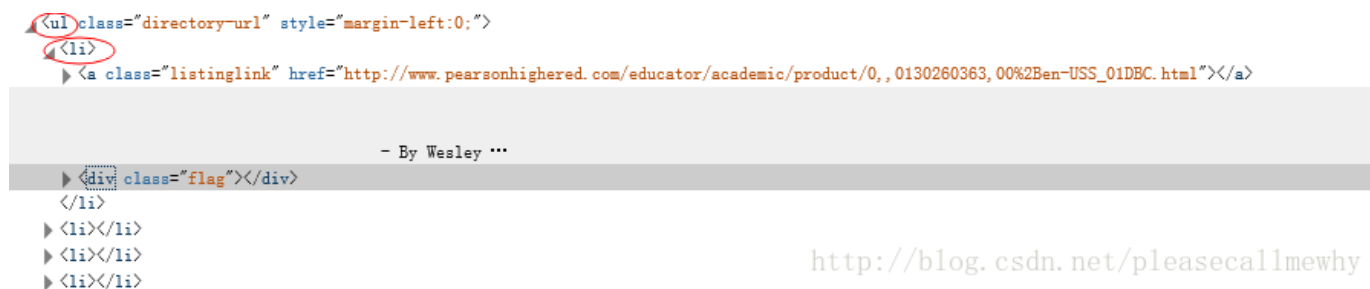 <ul class="directory-url" style="margin-left:0;">
<li>
<a class="listinglink" href="http://www.pearsonhighered.com/educator/academic/product/0,,0130260363,00%2Ben-USS_01DBC.html"></a>
- By Wesley ···
<div class="flag"></div>
</li>
<li></li>
<li></li>
<li></li>
http://blog.csdn.net/pleasecallmewhy